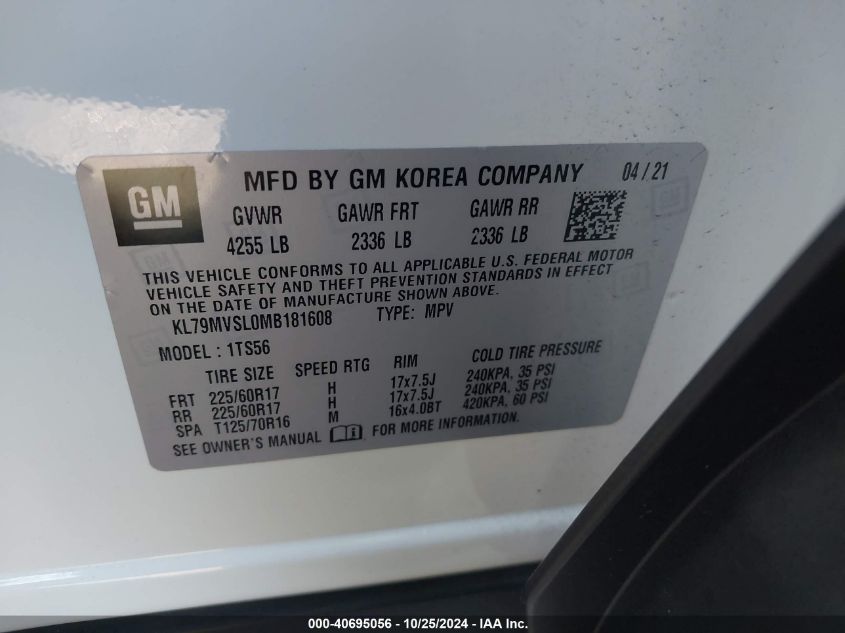 GM
MFD BY GM KOREA COMPANY 04/21
GVWR GAWR FRT GAWR RR
4255 LB 2336 LB 2336 LB
THIS VEHICLE CONFORMS TO ALL APPLICABLE U.S. FEDERAL MOTOR
VEHICLE SAFETY AND THEFT PREVENTION STANDARDS IN EFFECT
ON THE DATE OF MANUFACTURE SHOWN ABOVE.
KL79MVSL0MB181608 TYPE: MPV
MODEL : 1TS56
TIRE SIZE SPEED RTG RIM COLD TIRE PRESSURE
FRT 225/60R17 H 17x7.5J 240KPA, 35 PSI
RR 225/60R17 H 17x7.5J 240KPA, 35 PSI
SPA T125/70R16 M 16x4.0BT 420KPA, 60 PSI
SEE OWNER'S MANUAL FOR MORE INFORMATION.
000-40695056 - 10/25/2024 - IAA Inc.